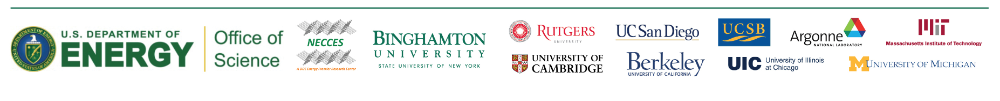 U.S. DEPARTMENT OF
ENERGY
Office of
Science
NECCES
A DOE Energy Frontier Research Center
BINGHAMTON
UNIVERSITY
STATE UNIVERSITY OF NEW YORK
RUTGERS
UNIVERSITY
UNIVERSITY OF
CAMBRIDGE
UC San Diego
Berkeley
UNIVERSITY OF CALIFORNIA
UCSB
UIC University of Illinois
at Chicago
Argonne
NATIONAL LABORATORY
MIT
Massachusetts Institute of Technology
M UNIVERSITY OF MICHIGAN